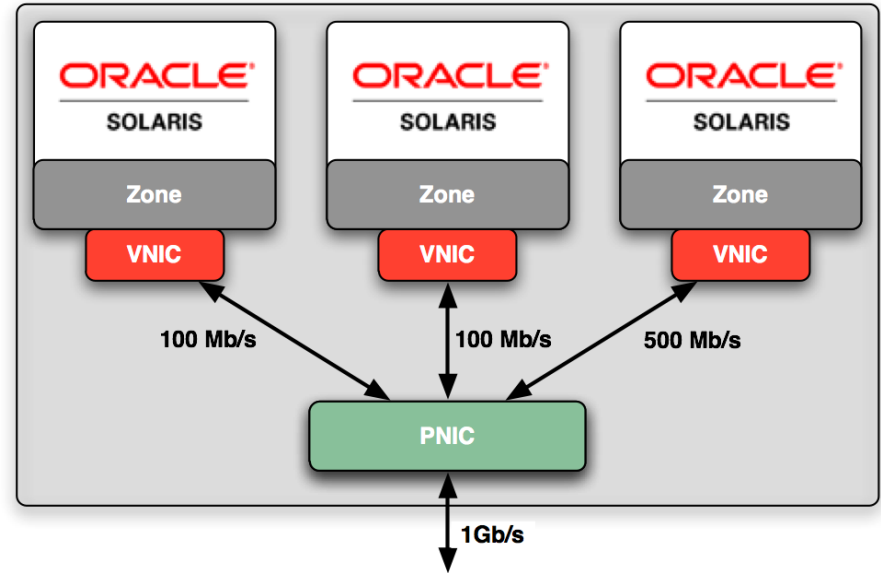 ORACLE
SOLARIS
Zone
VNIC
ORACLE
SOLARIS
Zone
VNIC
ORACLE
SOLARIS
Zone
VNIC
100 Mb/s
100 Mb/s
500 Mb/s
PNIC
1Gb/s